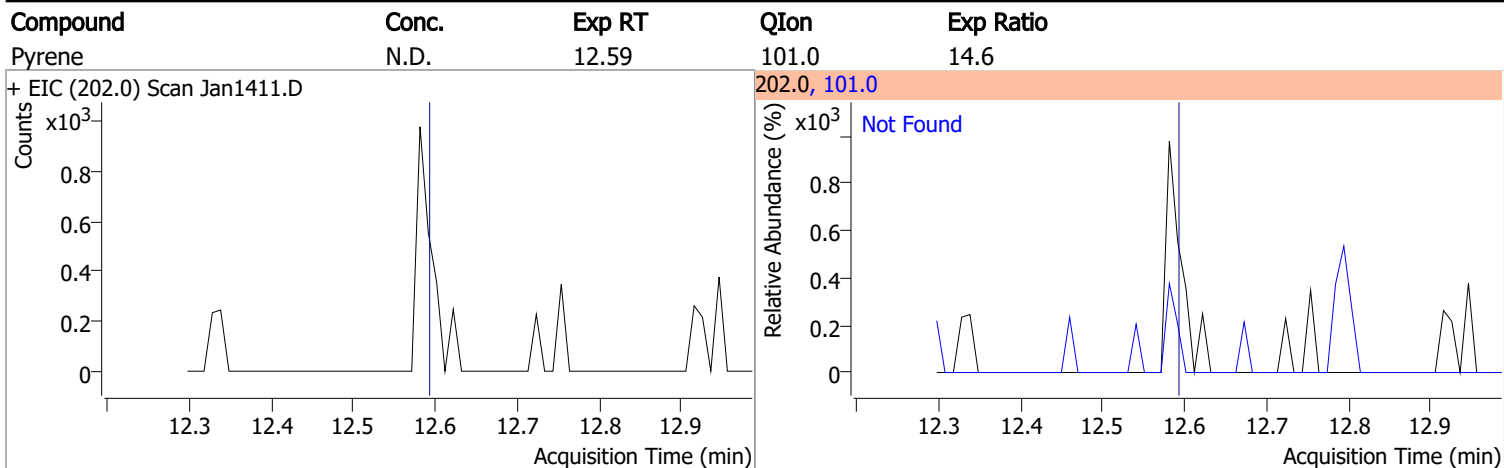 Compound Conc. Exp RT QIon Exp Ratio
Pyrene N.D. 12.59 101.0 14.6
+ EIC (202.0) Scan Jan1411.D
Counts
x10³
0.8
0.6
0.4
0.2
0
12.3 12.4 12.5 12.6 12.7 12.8 12.9
Acquisition Time (min)
202.0, 101.0
Relative Abundance (%)
x10³
Not Found
0.8
0.6
0.4
0.2
0
12.3 12.4 12.5 12.6 12.7 12.8 12.9
Acquisition Time (min)